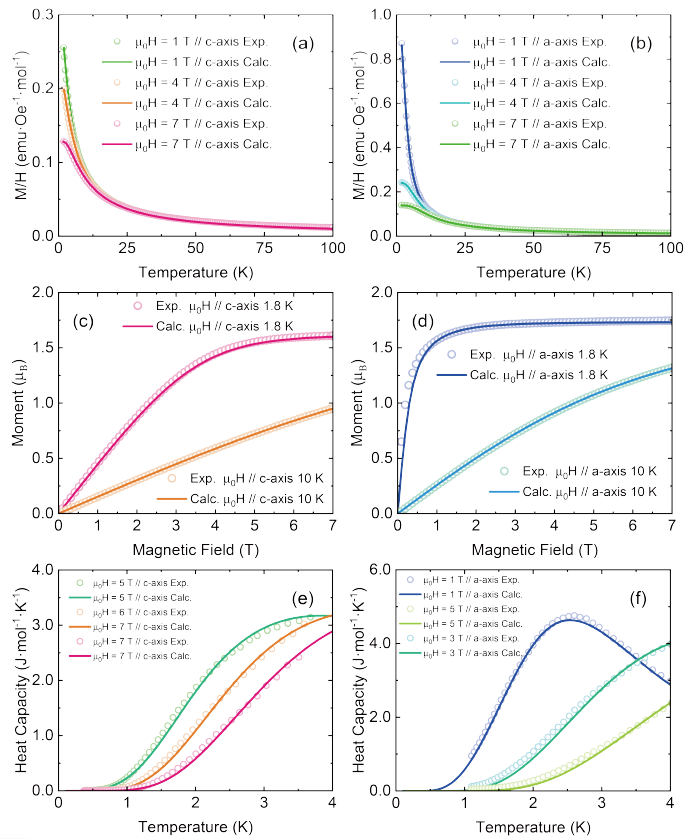 (a)
μ₀H = 1 T // c-axis Exp.
μ₀H = 1 T // c-axis Calc.
μ₀H = 4 T // c-axis Exp.
μ₀H = 4 T // c-axis Calc.
μ₀H = 7 T // c-axis Exp.
μ₀H = 7 T // c-axis Calc.
0.3
0.2
0.1
0.0
M/H (emu·Oe⁻¹·mol⁻¹)
0 25 50 75 100
Temperature (K)
(b)
μ₀H = 1 T // a-axis Exp.
μ₀H = 1 T // a-axis Calc.
μ₀H = 4 T // a-axis Exp.
μ₀H = 4 T // a-axis Calc.
μ₀H = 7 T // a-axis Exp.
μ₀H = 7 T // a-axis Calc.
1.0
0.8
0.6
0.4
0.2
0.0
M/H (emu·Oe⁻¹·mol⁻¹)
0 25 50 75 100
Temperature (K)
(c)
Exp. μ₀H // c-axis 1.8 K
Calc. μ₀H // c-axis 1.8 K
Exp. μ₀H // c-axis 10 K
Calc. μ₀H // c-axis 10 K
2.0
1.5
1.0
0.5
0.0
Moment (μB)
0 1 2 3 4 5 6 7
Magnetic Field (T)
(d)
Exp. μ₀H // a-axis 1.8 K
Calc. μ₀H // a-axis 1.8 K
Exp. μ₀H // a-axis 10 K
Calc. μ₀H // a-axis 10 K
2.0
1.5
1.0
0.5
0.0
Moment (μB)
0 1 2 3 4 5 6 7
Magnetic Field (T)
(e)
μ₀H = 5 T // c-axis Exp.
μ₀H = 5 T // c-axis Calc.
μ₀H = 6 T // c-axis Exp.
μ₀H = 7 T // c-axis Calc.
μ₀H = 7 T // c-axis Exp.
μ₀H = 7 T // c-axis Calc.
4.0
3.0
2.0
1.0
0.0
Heat Capacity (J·mol⁻¹·K⁻¹)
0 1 2 3 4
Temperature (K)
(f)
μ₀H = 1 T // a-axis Exp.
μ₀H = 1 T // a-axis Calc.
μ₀H = 5 T // a-axis Exp.
μ₀H = 5 T // a-axis Calc.
μ₀H = 3 T // a-axis Exp.
μ₀H = 3 T // a-axis Calc.
6.0
4.0
2.0
0.0
Heat Capacity (J·mol⁻¹·K⁻¹)
0 1 2 3 4
Temperature (K)